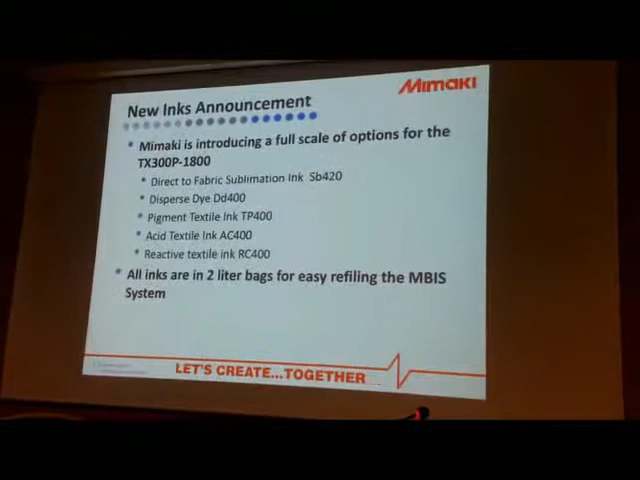 Mimaki
New Inks Announcement
• Mimaki is introducing a full scale of options for the
TX300P-1800
• Direct to Fabric Sublimation Ink Sb420
• Disperse Dye Dd400
• Pigment Textile Ink TP400
• Acid Textile Ink AC400
• Reactive textile ink RC400
• All inks are in 2 liter bags for easy refiling the MBIS
System
LET'S CREATE...TOGETHER